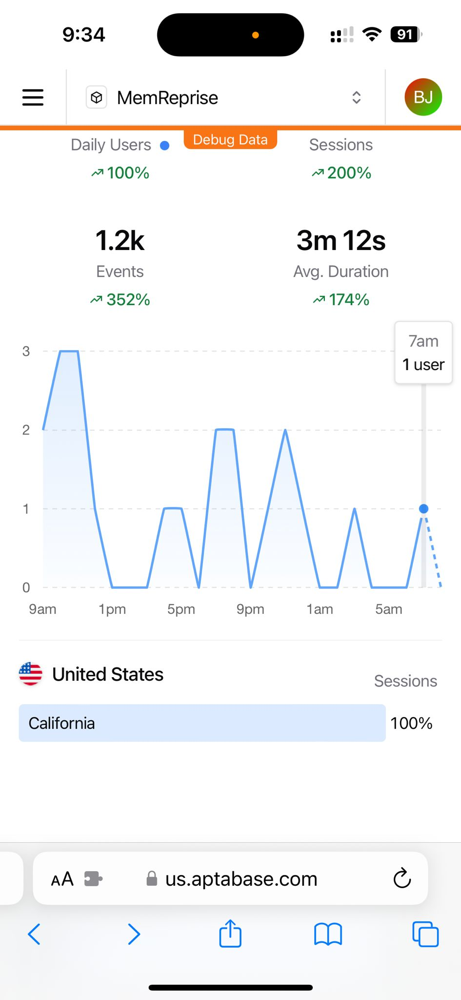 9:34
91
MemReprise
BJ
Debug Data
Daily Users
Sessions
100%
200%
1.2k
3m 12s
Events
Avg. Duration
352%
174%
7am
1 user
3
2
1
0
9am 1pm 5pm 9pm 1am 5am
United States
Sessions
California
100%
AA
us.aptabase.com